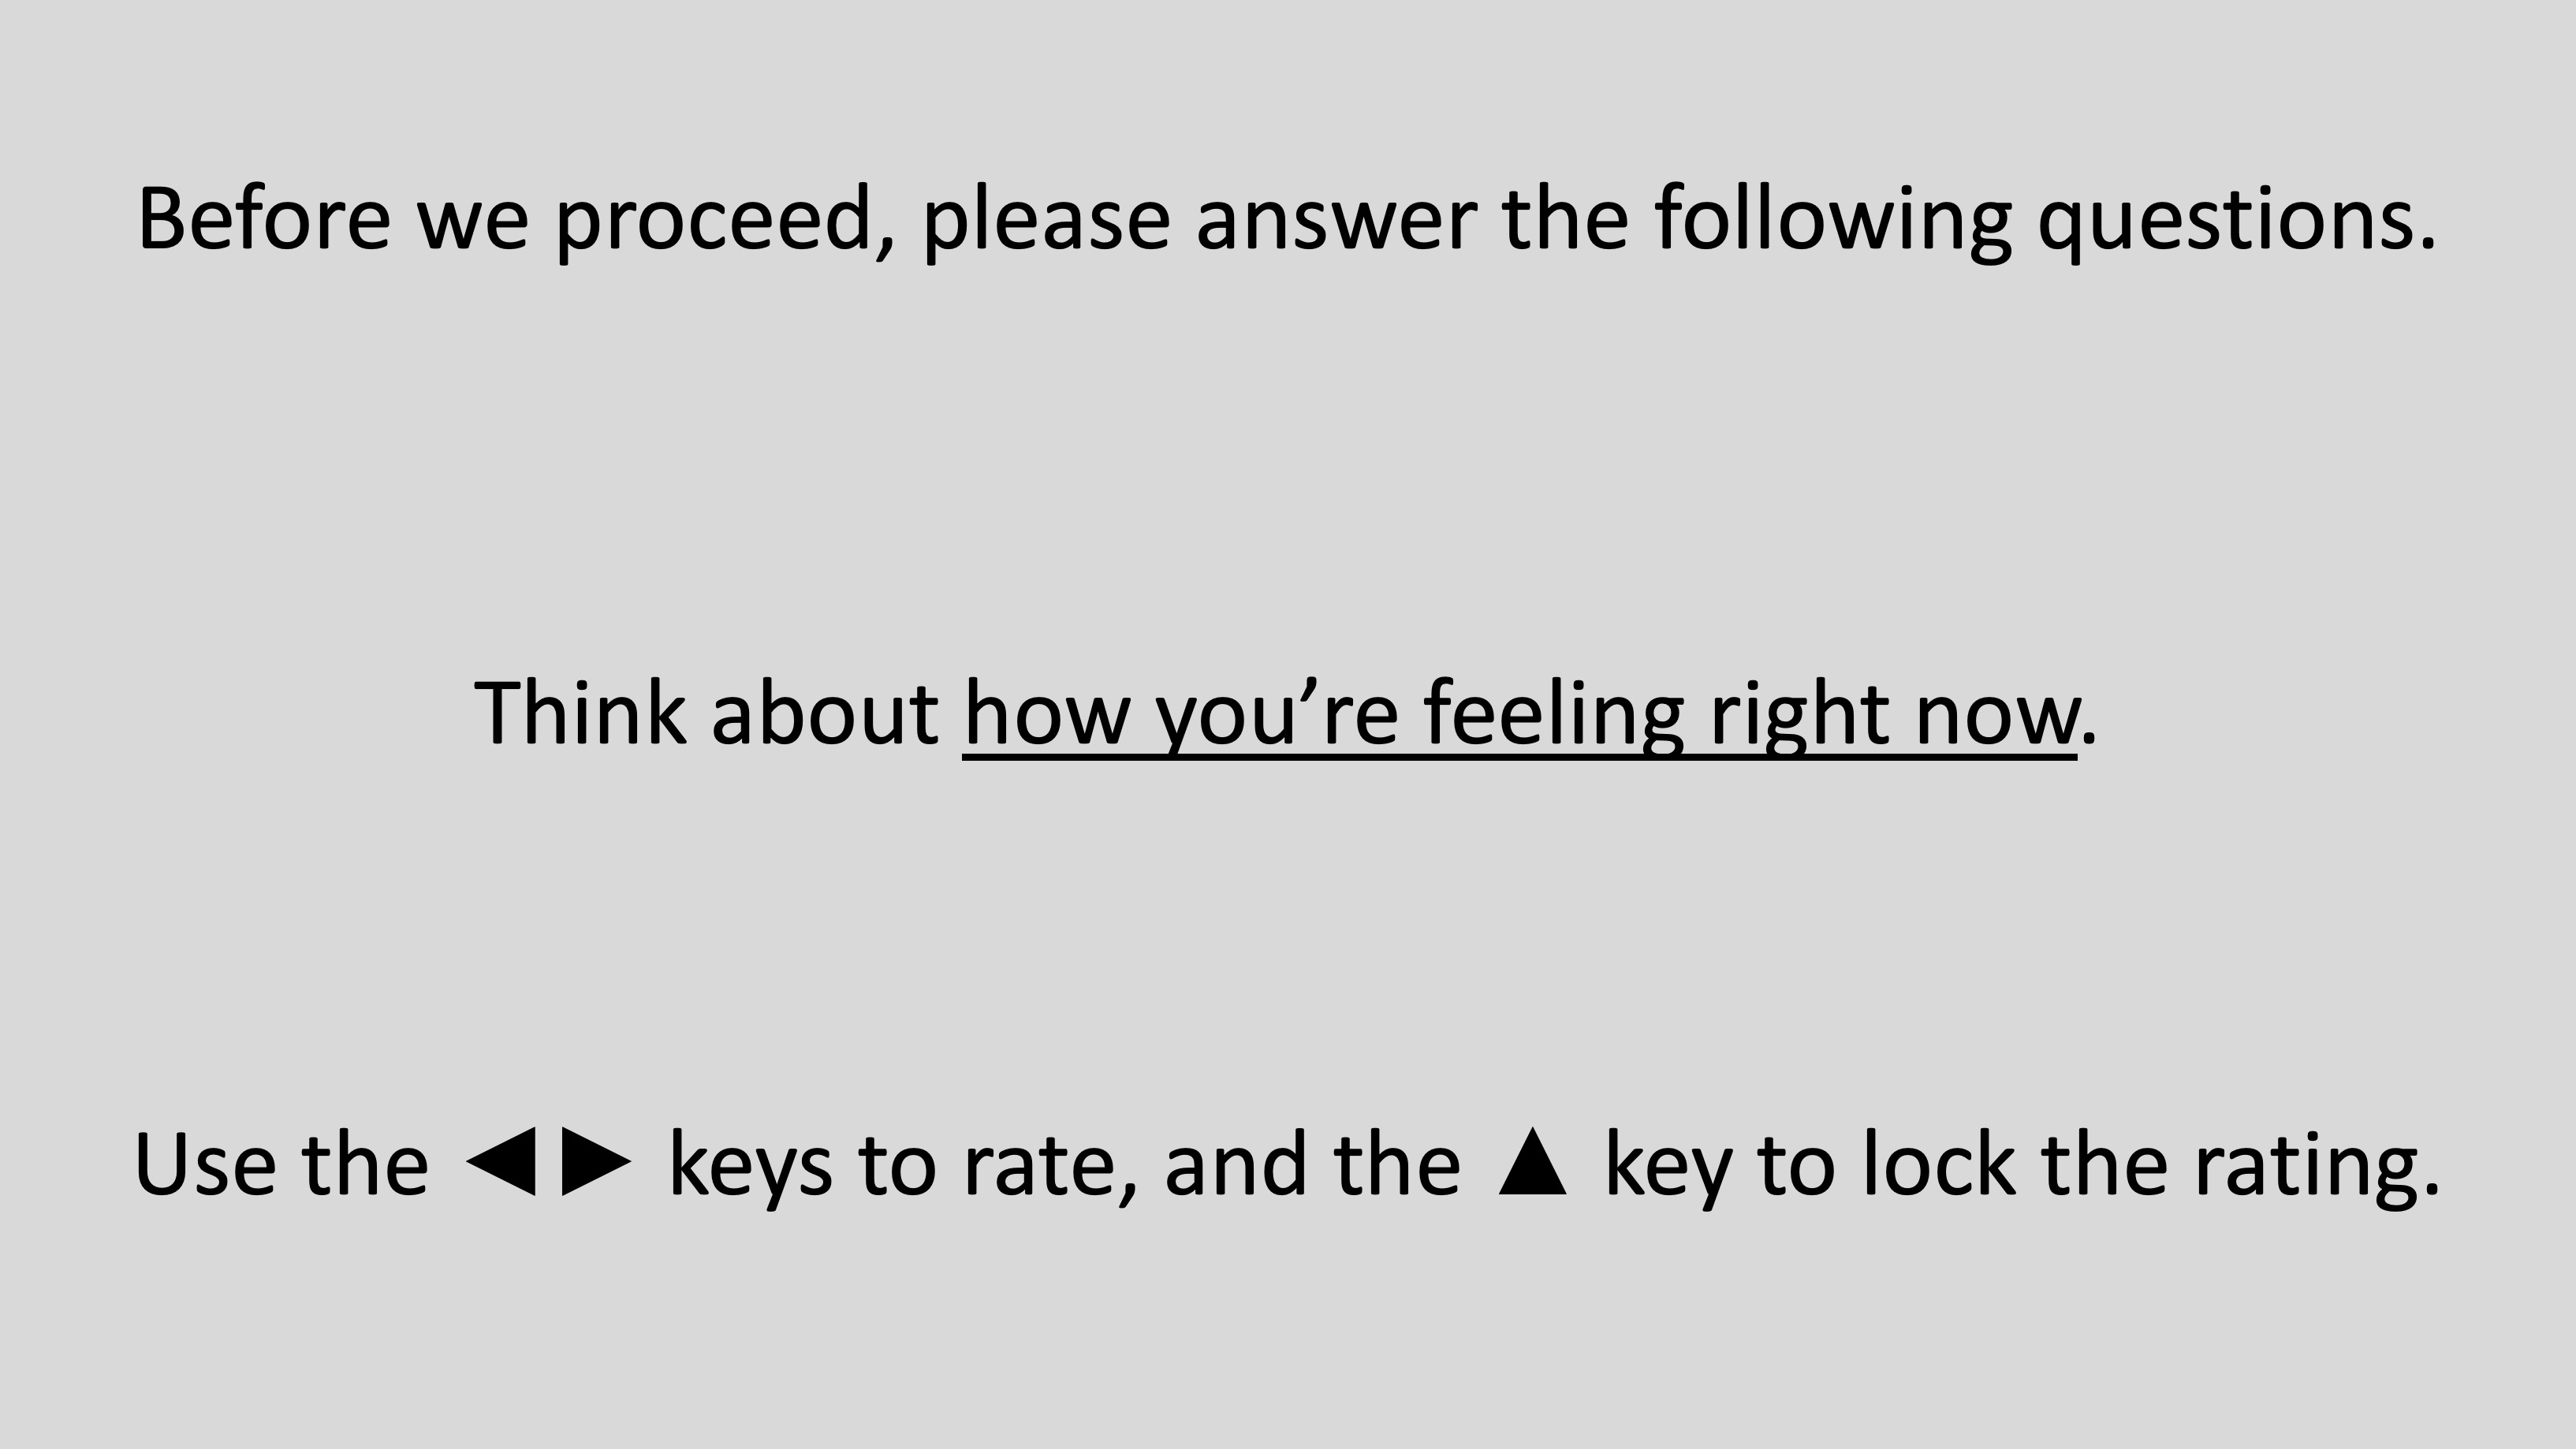 Before we proceed, please answer the following questions.
Think about how you’re feeling right now.
Use the ◀▶ keys to rate, and the ▲ key to lock the rating.